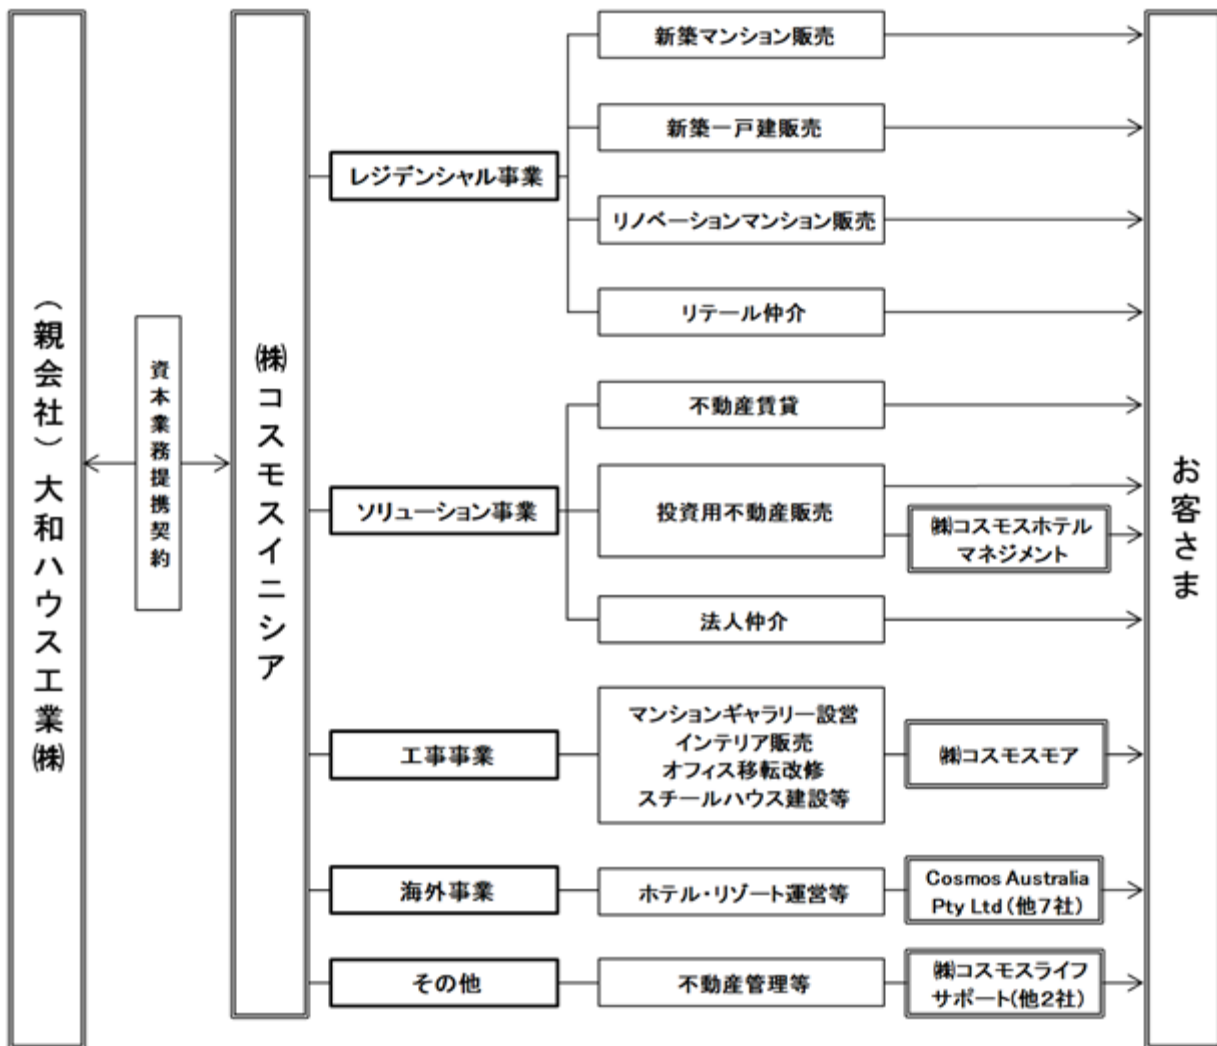 （親会社）大和ハウス工業㈱
資本業務提携契約
㈱コスモスイニシア
レジデンシャル事業
新築マンション販売
新築一戸建販売
リノベーションマンション販売
リテール仲介
ソリューション事業
不動産賃貸
投資用不動産販売
㈱コスモスホテル
マネジメント
法人仲介
工事事業
マンションギャラリー設営
インテリア販売
オフィス移転改修
スチールハウス建設等
㈱コスモスモア
海外事業
ホテル・リゾート運営等
Cosmos Australia
Pty Ltd（他7社）
その他
不動産管理等
㈱コスモスライフ
サポート(他2社)
お客さま